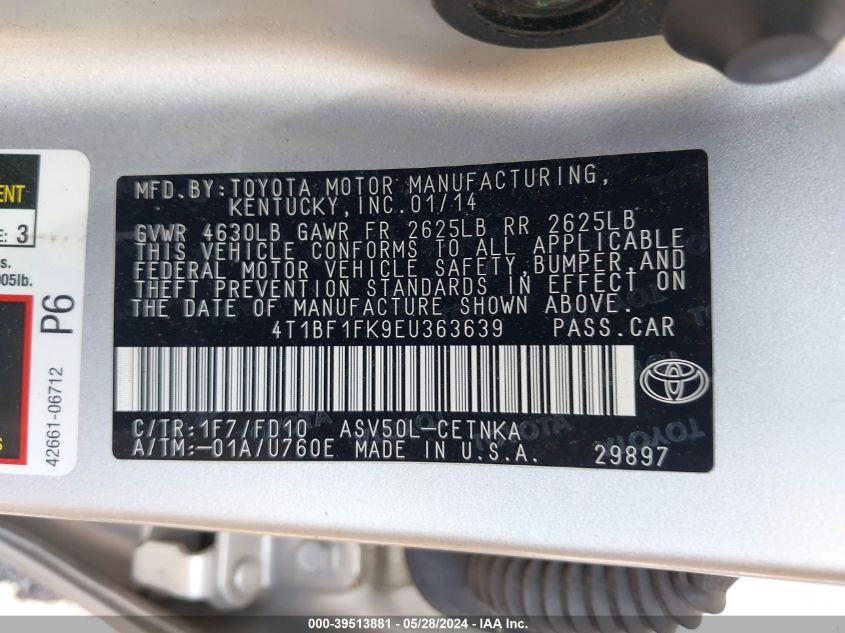 ENT
E: 3
s.
005lb.
P6
42661-06712
s
MFD.BY:TOYOTA MOTOR MANUFACTURING,
KENTUCKY,INC.01/14
GVWR 4630LB GAWR FR 2625LB RR 2625LB
THIS VEHICLE CONFORMS TO ALL APPLICABLE
FEDERAL MOTOR VEHICLE SAFETY,BUMPER,AND
THEFT PREVENTION STANDARDS IN EFFECT ON
THE DATE OF MANUFACTURE SHOWN ABOVE.
4T1BF1FK9EU363639 PASS.CAR
C/TR:1F7/FD10 ASV50L-CETNKA
A/TM:-01A/U760E MADE IN U.S.A. 29897
000-39513881 - 05/28/2024 - IAA Inc.